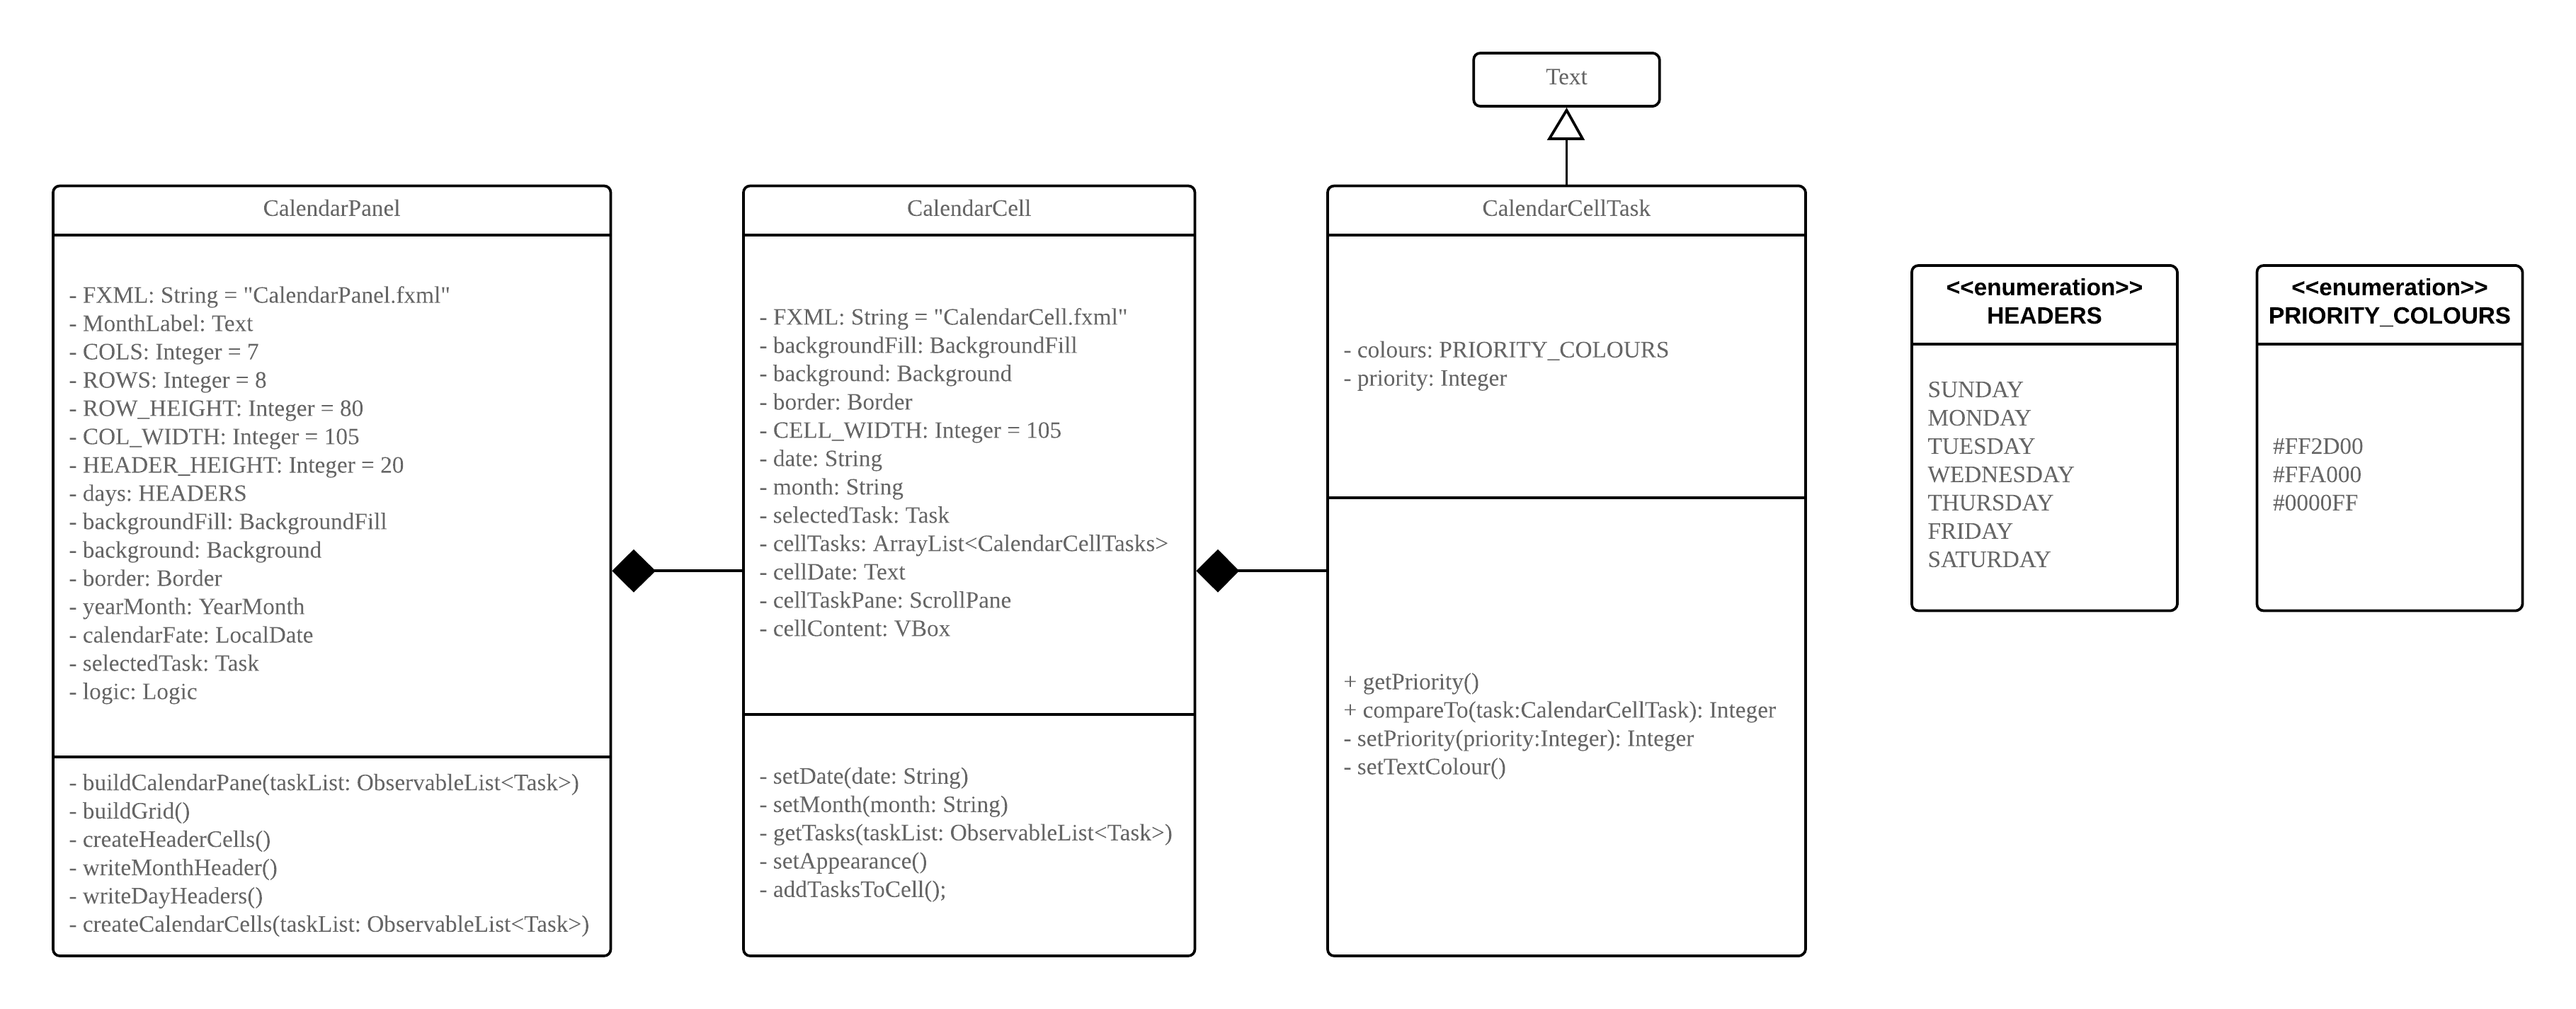 Text
CalendarPanel
- FXML: String = "CalendarPanel.fxml"
- MonthLabel: Text
- COLS: Integer = 7
- ROWS: Integer = 8
- ROW_HEIGHT: Integer = 80
- COL_WIDTH: Integer = 105
- HEADER_HEIGHT: Integer = 20
- days: HEADERS
- backgroundFill: BackgroundFill
- background: Background
- border: Border
- yearMonth: YearMonth
- calendarFate: LocalDate
- selectedTask: Task
- logic: Logic
- buildCalendarPane(taskList: ObservableList<Task>)
- buildGrid()
- createHeaderCells()
- writeMonthHeader()
- writeDayHeaders()
- createCalendarCells(taskList: ObservableList<Task>)
CalendarCell
- FXML: String = "CalendarCell.fxml"
- backgroundFill: BackgroundFill
- background: Background
- border: Border
- CELL_WIDTH: Integer = 105
- date: String
- month: String
- selectedTask: Task
- cellTasks: ArrayList<CalendarCellTasks>
- cellDate: Text
- cellTaskPane: ScrollPane
- cellContent: VBox
- setDate(date: String)
- setMonth(month: String)
- getTasks(taskList: ObservableList<Task>)
- setAppearance()
- addTasksToCell();
CalendarCellTask
- colours: PRIORITY_COLOURS
- priority: Integer
+ getPriority()
+ compareTo(task:CalendarCellTask): Integer
- setPriority(priority:Integer): Integer
- setTextColour()
<<enumeration>>
HEADERS
SUNDAY
MONDAY
TUESDAY
WEDNESDAY
THURSDAY
FRIDAY
SATURDAY
<<enumeration>>
PRIORITY_COLOURS
#FF2D00
#FFA000
#0000FF